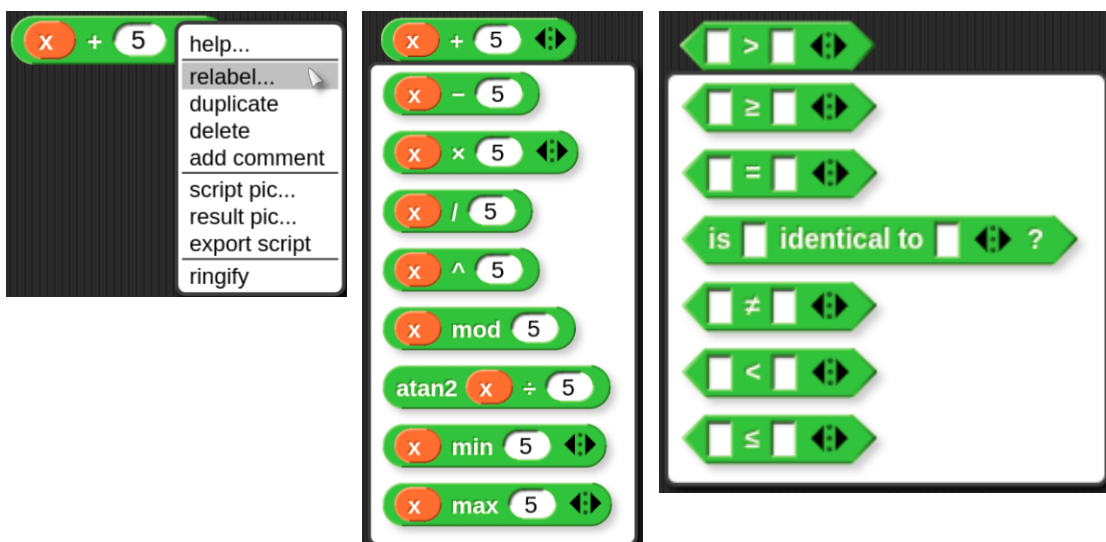 x + 5
help...
relabel...
duplicate
delete
add comment
script pic...
result pic...
export script
ringify
x + 5
x − 5
x × 5
x / 5
x ^ 5
x mod 5
atan2 x ÷ 5
x min 5
x max 5
>
≥
=
is identical to ?
≠
<
≤